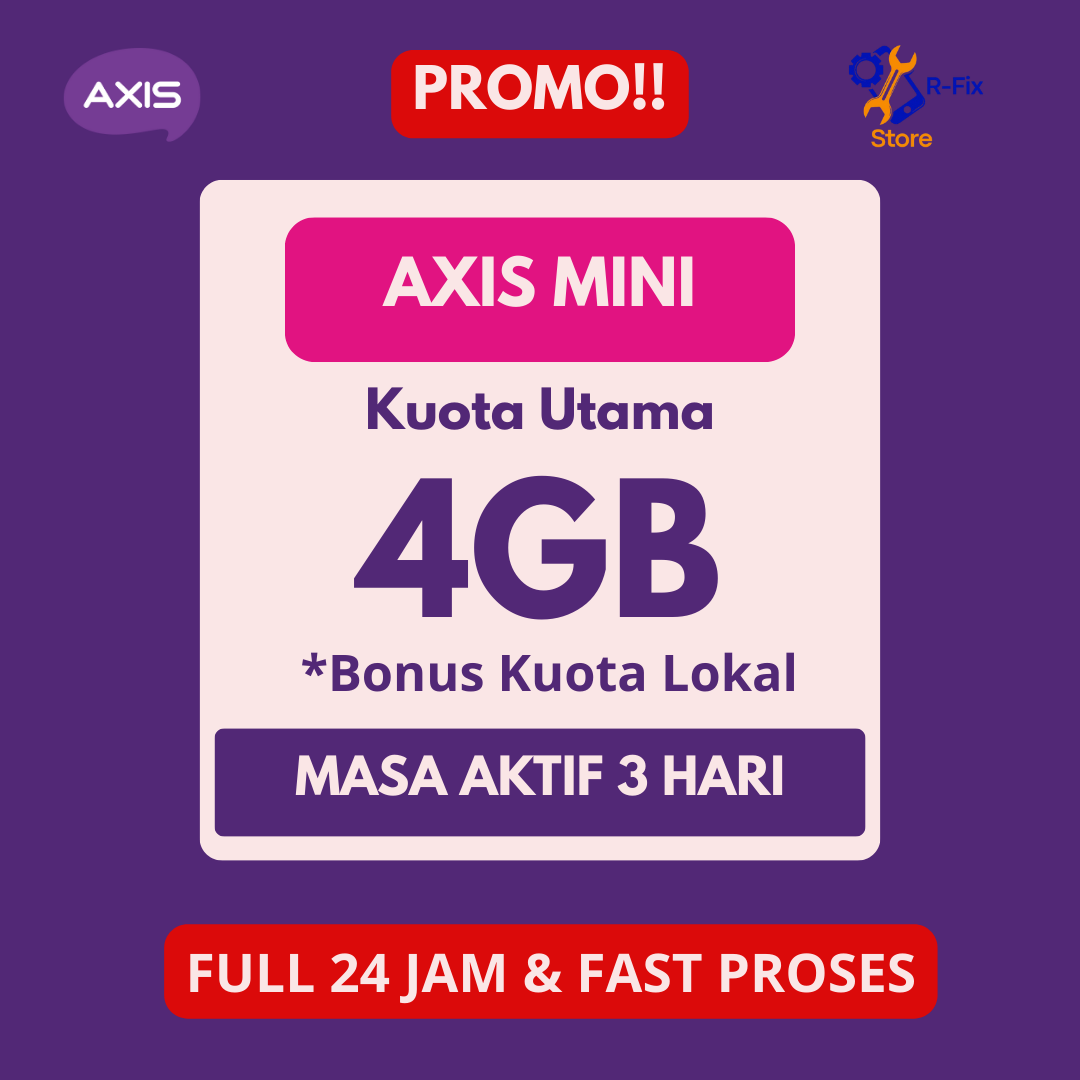 AXIS
PROMO!!
R-Fix
Store
AXIS MINI
Kuota Utama
4GB
*Bonus Kuota Lokal
MASA AKTIF 3 HARI
FULL 24 JAM & FAST PROSES